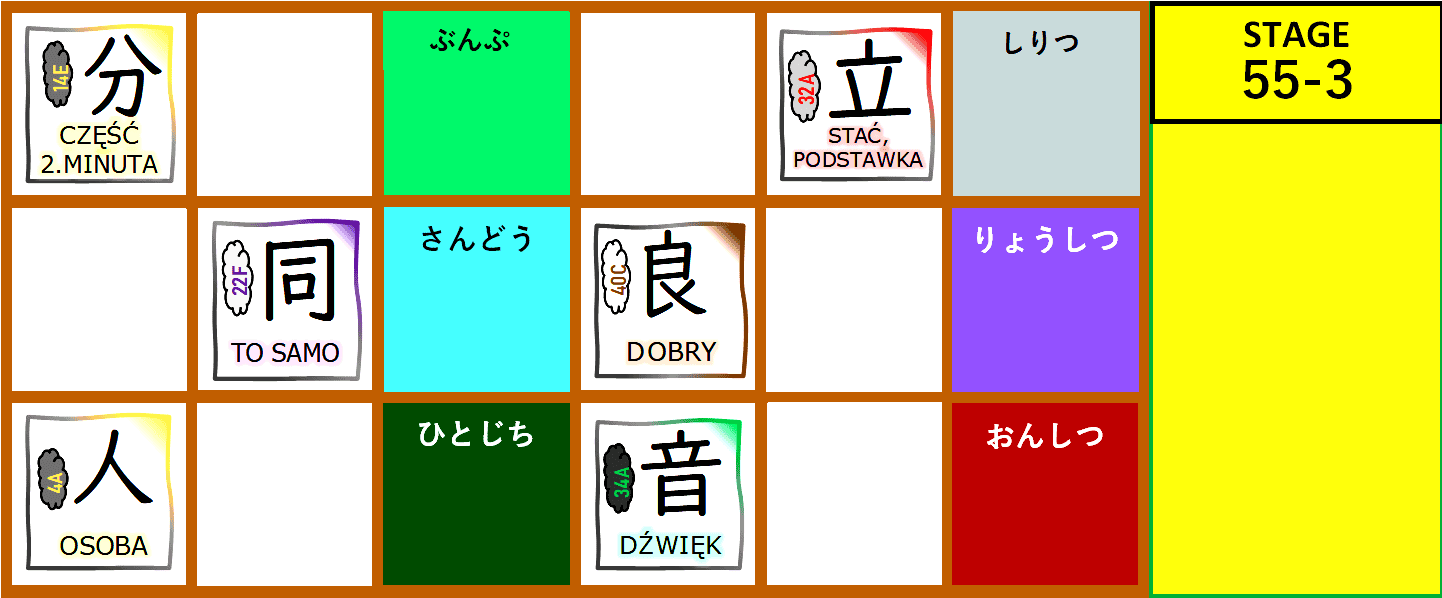 14E
分
CZĘŚĆ
2.MINUTA
ぶんぷ
32A
立
STAĆ,
PODSTAWKA
しりつ
STAGE
55-3
22F
同
TO SAMO
さんどう
40C
良
DOBRY
りょうしつ
4A
人
OSOBA
ひとじち
34A
音
DŹWIĘK
おんしつ